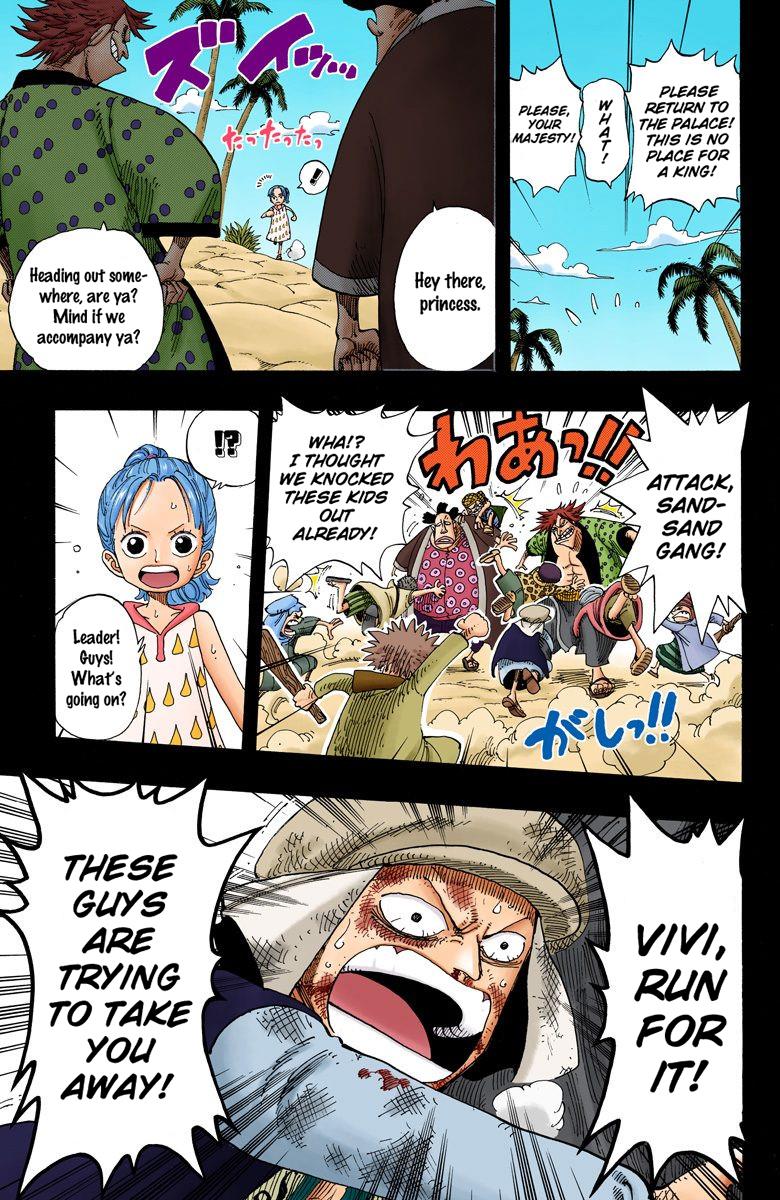 PLEASE
RETURN TO
THE PALACE!
THIS IS NO
PLACE FOR
A KING!
WHAT!
PLEASE,
YOUR
MAJESTY!
ズイッ…
たったったっ
!
Hey there,
princess.
Heading out some-
where, are ya?
Mind if we
accompany ya?
ATTACK,
SAND-
SAND
GANG!
わあっ!!
WHA!?
I THOUGHT
WE KNOCKED
THESE KIDS
OUT
ALREADY!
がしっ!!
!?
Leader!
Guys!
What's
going on?
VIVI,
RUN
FOR
IT!
THESE
GUYS
ARE
TRYING
TO TAKE
YOU
AWAY!